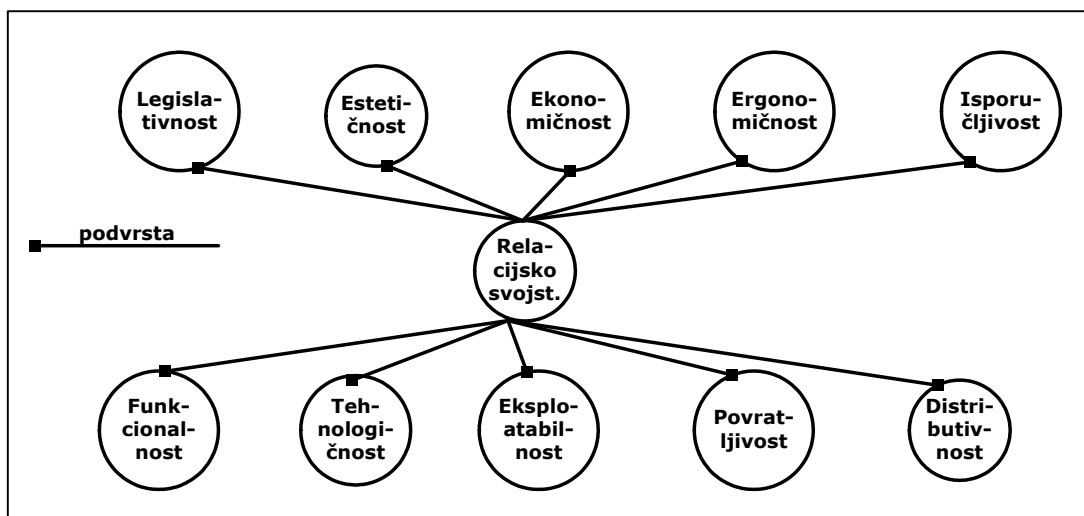 Legisla-
tivnost
Esteti-
čnost
Ekono-
mičnost
Ergono-
mičnost
Isporu-
čljivost
podvrsta
Rela-
cijsko
svojst.
Funk-
cional-
nost
Teh-
nologi-
čnost
Eksplo-
atabil-
nost
Povrat-
ljivost
Distri-
butiv-
nost